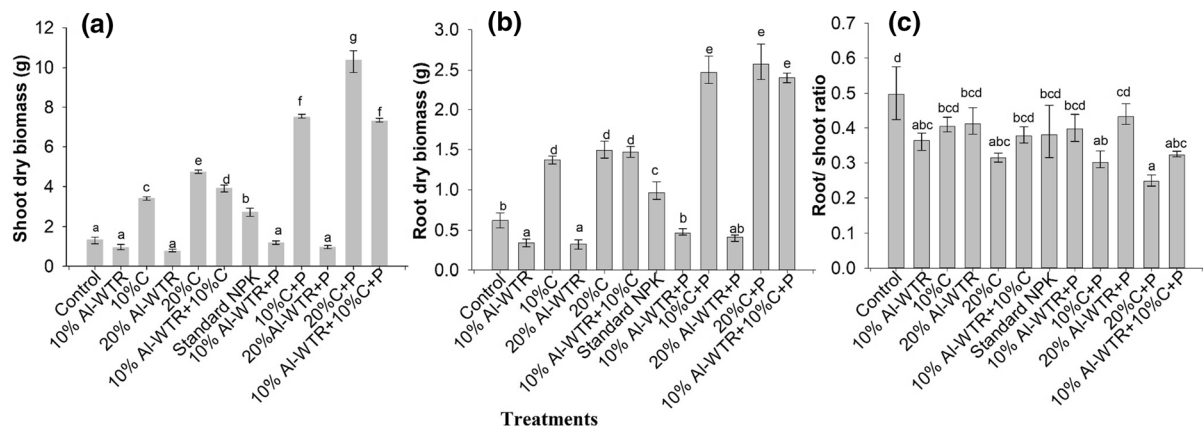 (a)
Shoot dry biomass (g)
12
10
8
6
4
2
0
a
a
c
a
e
d
b
a
f
a
g
f
Control
10% Al-WTR
10%C
20% Al-WTR
20%C
10% Al-WTR+10%C
Standard NPK
10% Al-WTR+P
10%C+P
20%Al-WTR+P
20%C+P
10% Al-WTR+10%C+P
(b)
Root dry biomass (g)
3.0
2.5
2.0
1.5
1.0
0.5
0.0
b
a
d
a
d
d
c
b
e
ab
e
e
Control
10% Al-WTR
10%C
20% Al-WTR
20%C
10% Al-WTR+10%C
Standard NPK
10% Al-WTR+P
10%C+P
20% Al-WTR+P
20%C+P
10% Al-WTR+10%C+P
(c)
Root/ shoot ratio
0.7
0.6
0.5
0.4
0.3
0.2
0.1
0.0
d
abc
bcd
bcd
abc
bcd
bcd
bcd
ab
cd
a
abc
Control
10% Al-WTR
10%C
20% Al-WTR
20%C
10% Al-WTR+10%C
Standard NPK
10% Al-WTR+P
10%C+P
20% Al-WTR+P
20%C+P
10% Al-WTR+10%C+P
Treatments